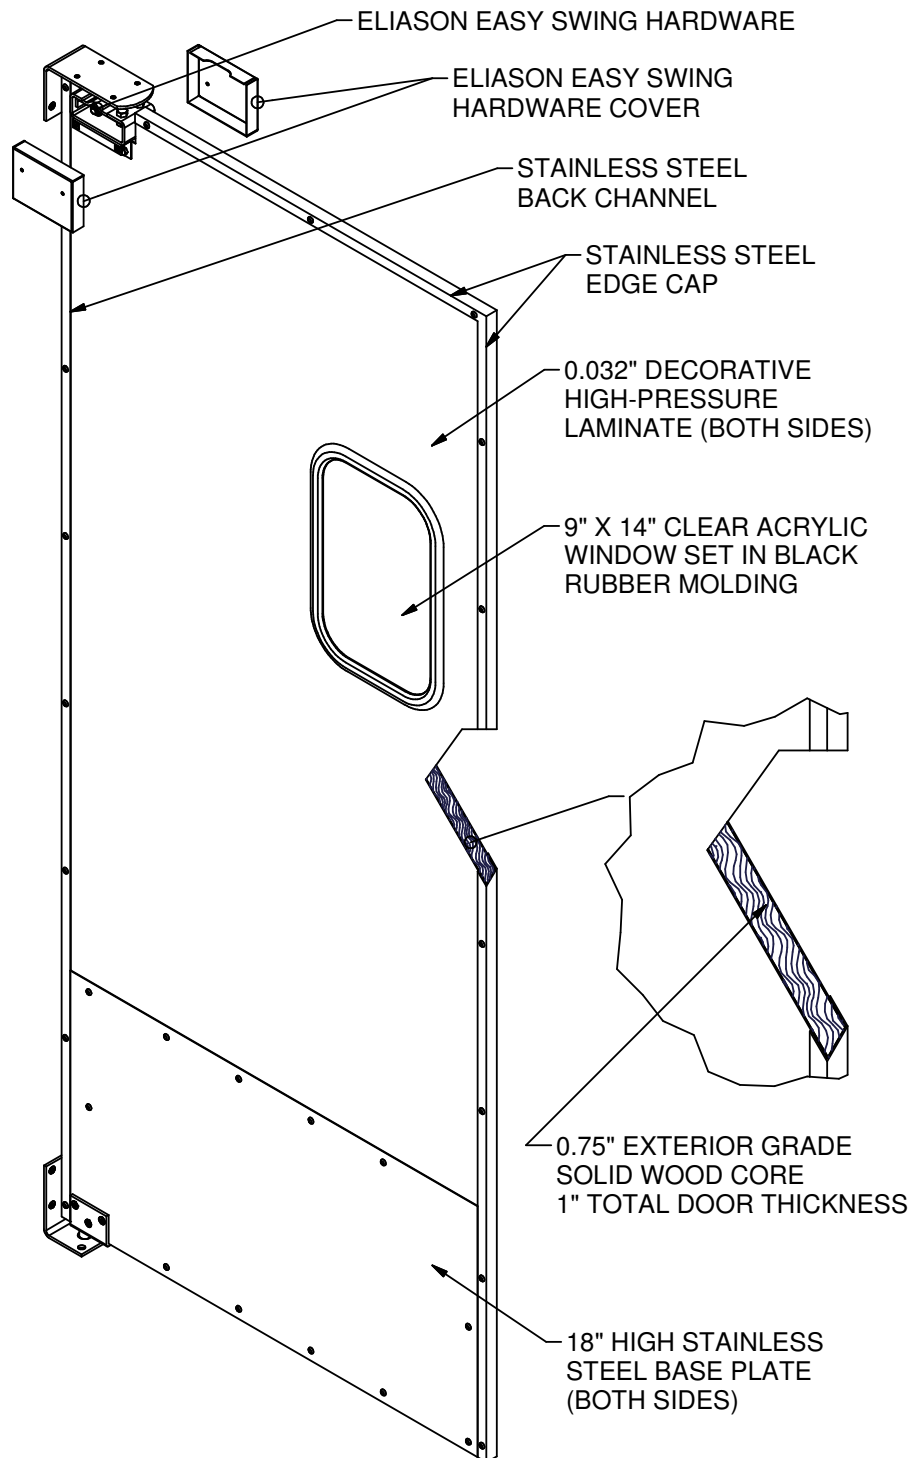 ELIASON EASY SWING HARDWARE
ELIASON EASY SWING
HARDWARE COVER
STAINLESS STEEL
BACK CHANNEL
STAINLESS STEEL
EDGE CAP
0.032" DECORATIVE
HIGH-PRESSURE
LAMINATE (BOTH SIDES)
9" X 14" CLEAR ACRYLIC
WINDOW SET IN BLACK
RUBBER MOLDING
0.75" EXTERIOR GRADE
SOLID WOOD CORE
1" TOTAL DOOR THICKNESS
18" HIGH STAINLESS
STEEL BASE PLATE
(BOTH SIDES)